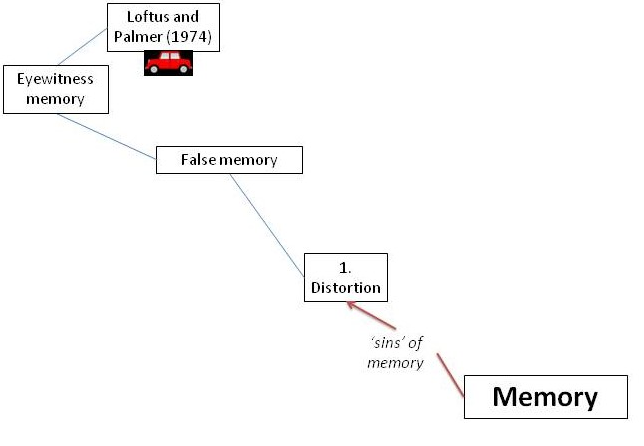 Loftus and
Palmer (1974)
Eyewitness
memory
False memory
1.
Distortion
‘sins’ of
memory
Memory